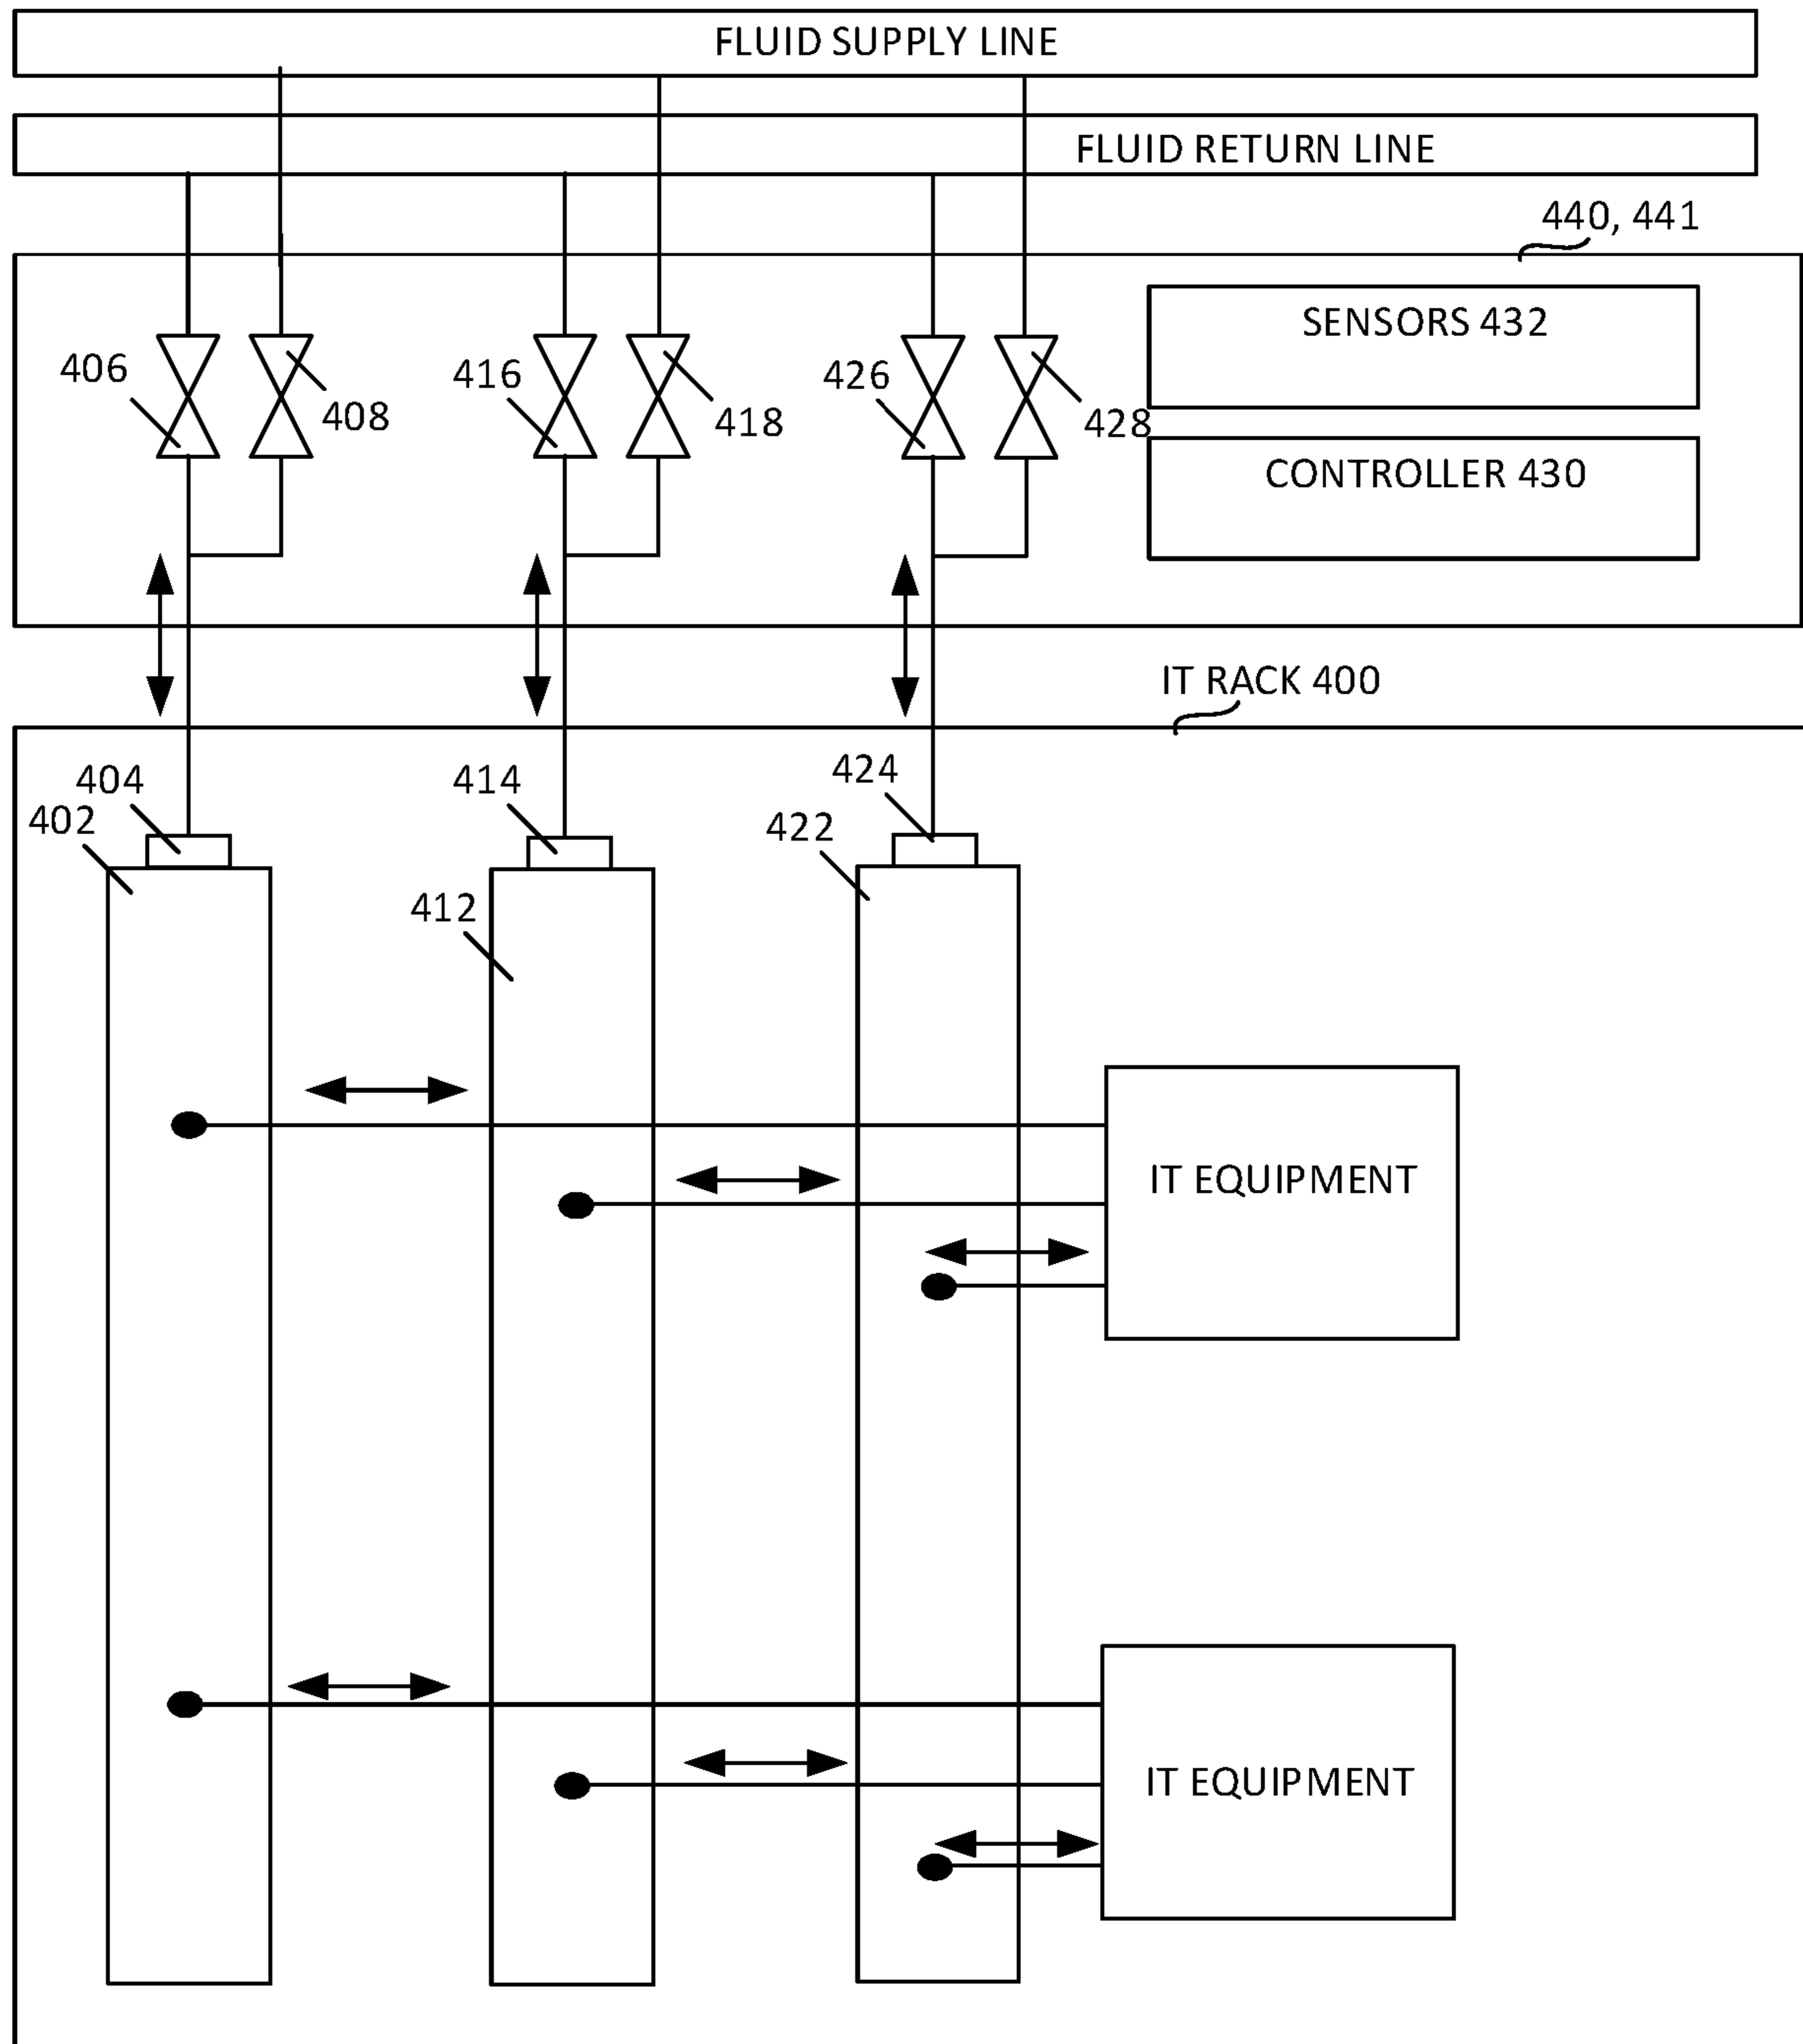 FLUID SUPPLY LINE
FLUID RETURN LINE
440, 441
SENSORS 432
406
416
426
408
418
428
CONTROLLER 430
IT RACK 400
404
414
424
402
422
412
IT EQUIPMENT
IT EQUIPMENT